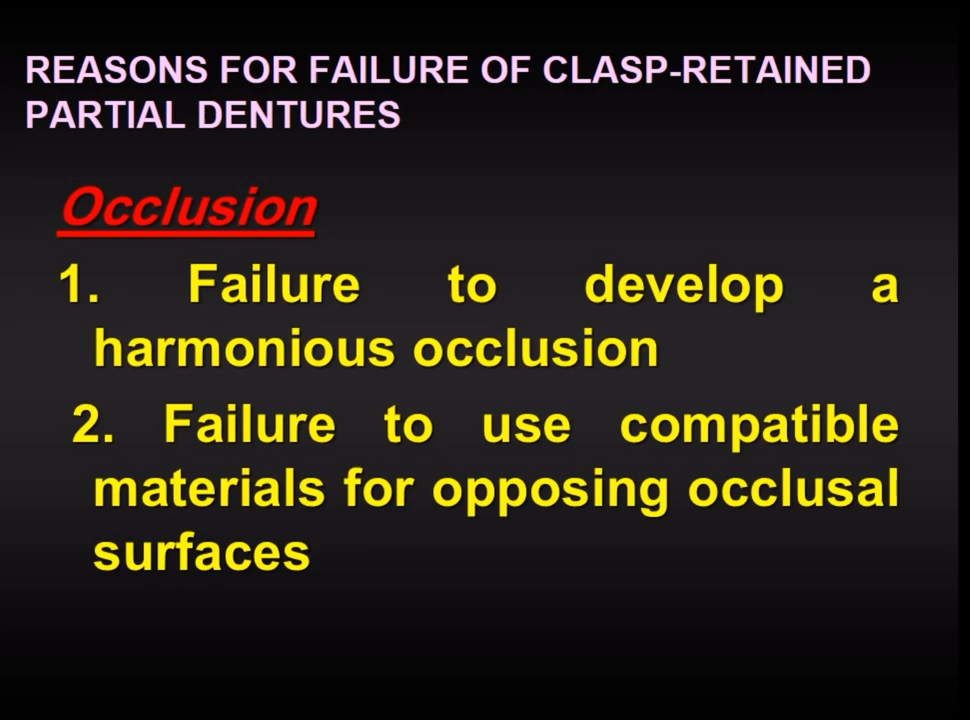 REASONS FOR FAILURE OF CLASP-RETAINED
PARTIAL DENTURES
Occlusion
1. Failure to develop a
harmonious occlusion
2. Failure to use compatible
materials for opposing occlusal
surfaces